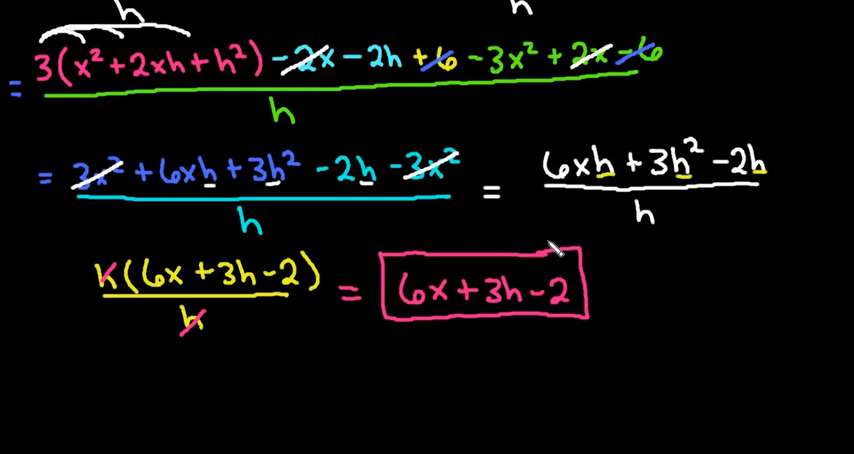 h h
= 3(x² + 2xh + h²) - 2x - 2h + 6 - 3x² + 2x - 6
h
= 3x² + 6xh + 3h² - 2h - 3x² = 6xh + 3h² - 2h
h h
h(6x + 3h - 2) = 6x + 3h - 2
h